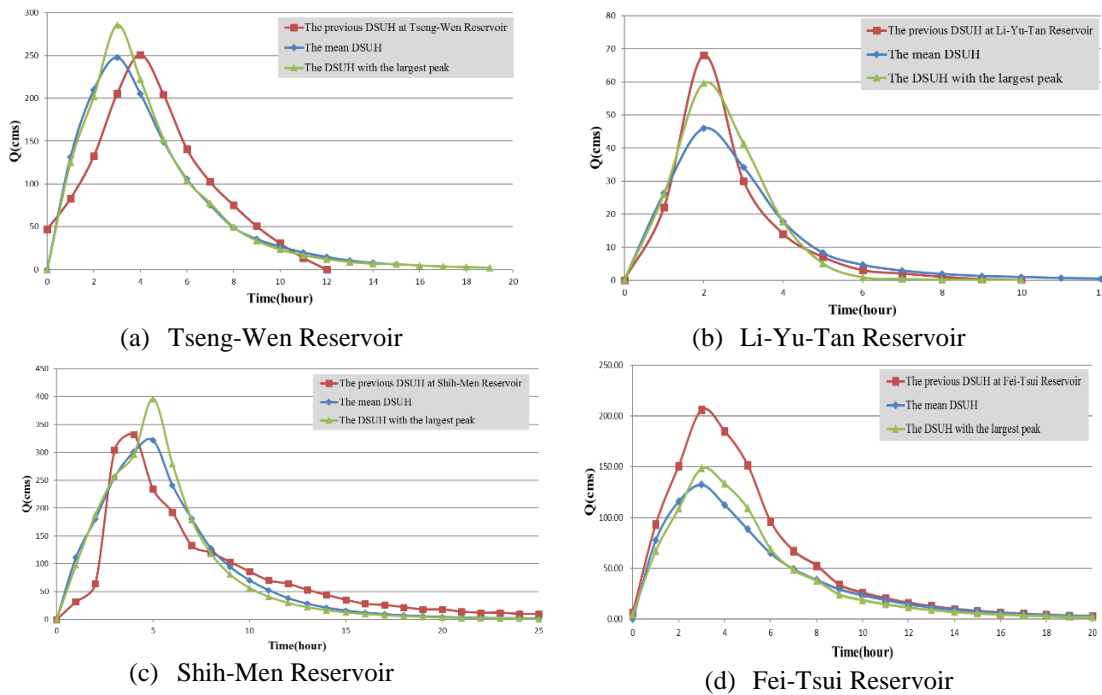 The previous DSUH at Tseng-Wen Reservoir
The mean DSUH
The DSUH with the largest peak
Q(cms)
300
250
200
150
100
50
0
0 2 4 6 8 10 12 14 16 18 20
Time(hour)
(a) Tseng-Wen Reservoir
The previous DSUH at Li-Yu-Tan Reservoir
The mean DSUH
The DSUH with the largest peak
Q(cms)
80
70
60
50
40
30
20
10
0
0 2 4 6 8 10 12
Time(hour)
(b) Li-Yu-Tan Reservoir
The previous DSUH at Shih-Men Reservoir
The mean DSUH
The DSUH with the largest peak
Q(cms)
450
400
350
300
250
200
150
100
50
0
0 5 10 15 20 25
Time(hour)
(c) Shih-Men Reservoir
The previous DSUH at Fei-Tsui Reservoir
The mean DSUH
The DSUH with the largest peak
Q(cms)
250.00
200.00
150.00
100.00
50.00
0.00
0 2 4 6 8 10 12 14 16 18 20
Time(hour)
(d) Fei-Tsui Reservoir